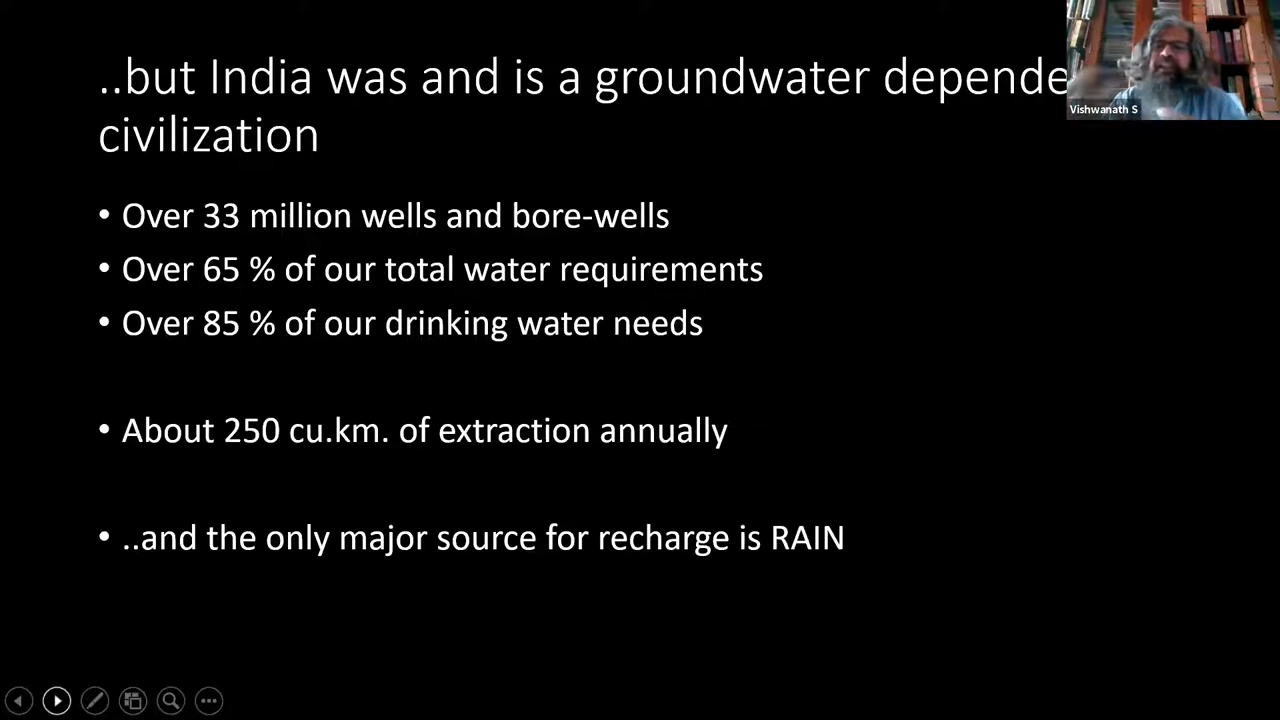 ..but India was and is a groundwater
civilization
• Over 33 million wells and bore-wells
• Over 65 % of our total water requirements
• Over 85 % of our drinking water needs
• About 250 cu.km. of extraction annually
• ..and the only major source for recharge is RAIN
Vishwanath S